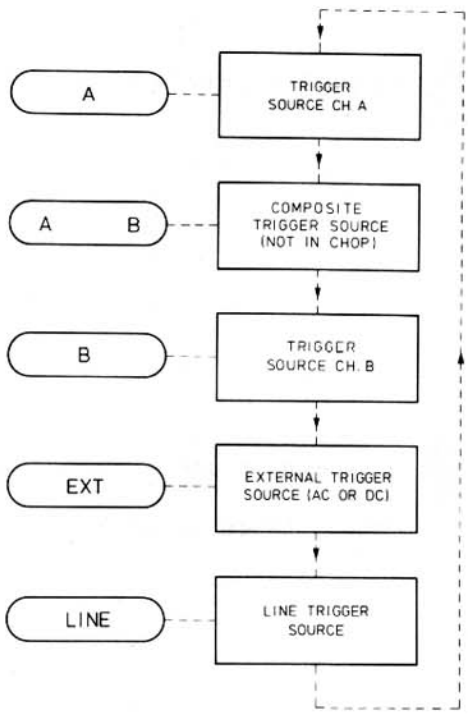 A
TRIGGER
SOURCE CH. A
A B
COMPOSITE
TRIGGER SOURCE
(NOT IN CHOP)
B
TRIGGER
SOURCE CH. B
EXT
EXTERNAL TRIGGER
SOURCE (AC OR DC)
LINE
LINE TRIGGER
SOURCE